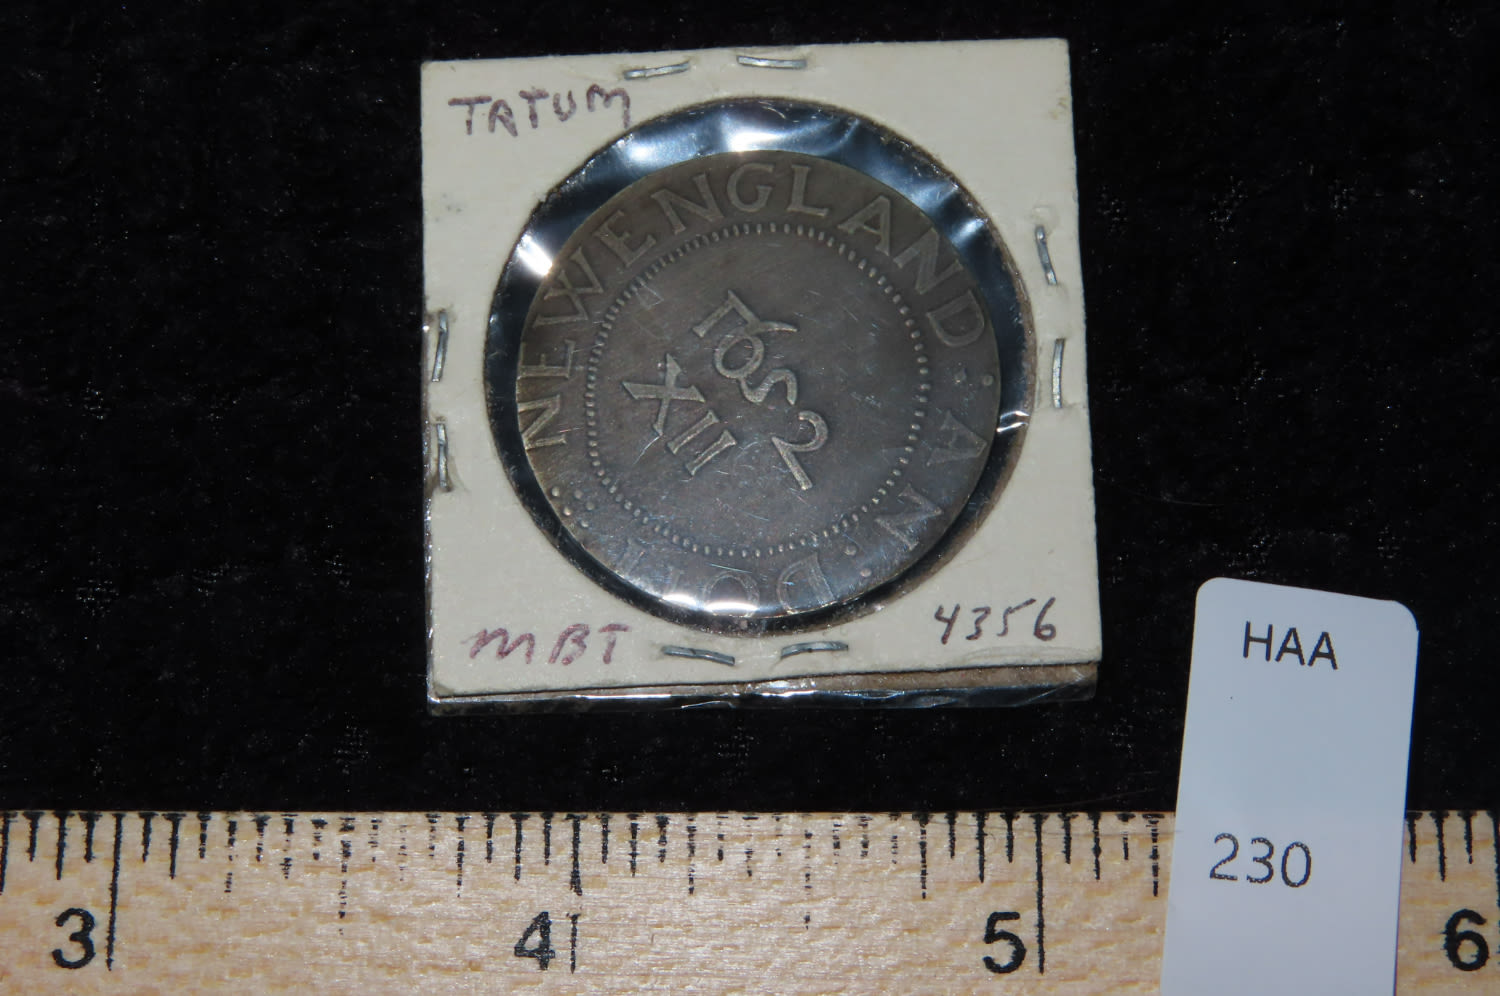 TATUM
NEWENGLAND · AN · DOM
1652
XII
MBT
4356
HAA
230
3 4 5 6